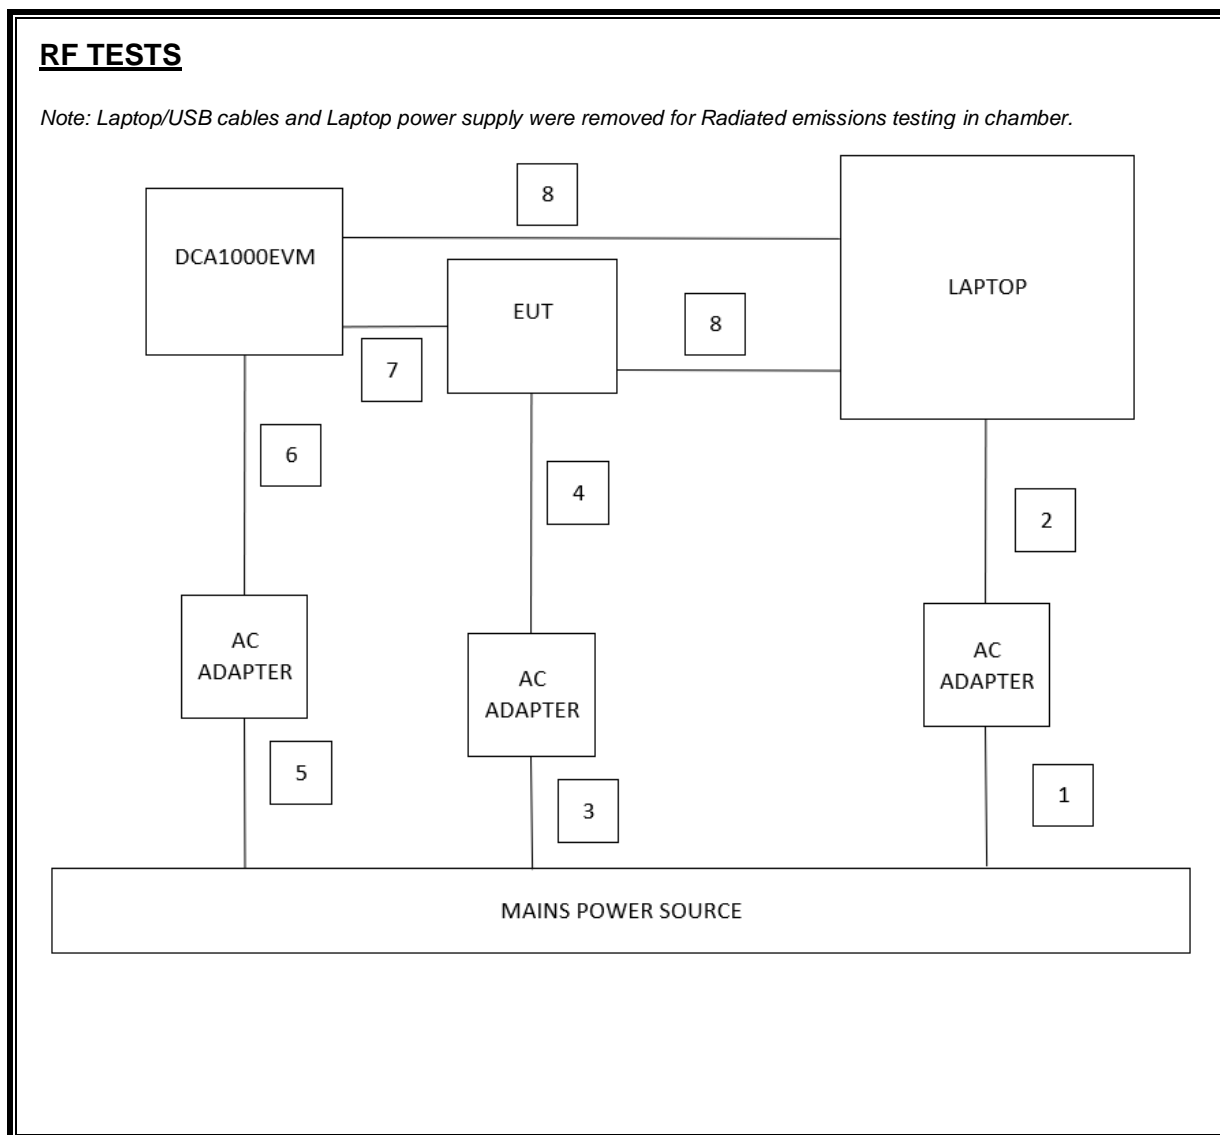 RF TESTS
Note: Laptop/USB cables and Laptop power supply were removed for Radiated emissions testing in chamber.
8
DCA1000EVM
LAPTOP
EUT
8
7
6
4
2
AC
ADAPTER
AC
ADAPTER
AC
ADAPTER
5
3
1
MAINS POWER SOURCE